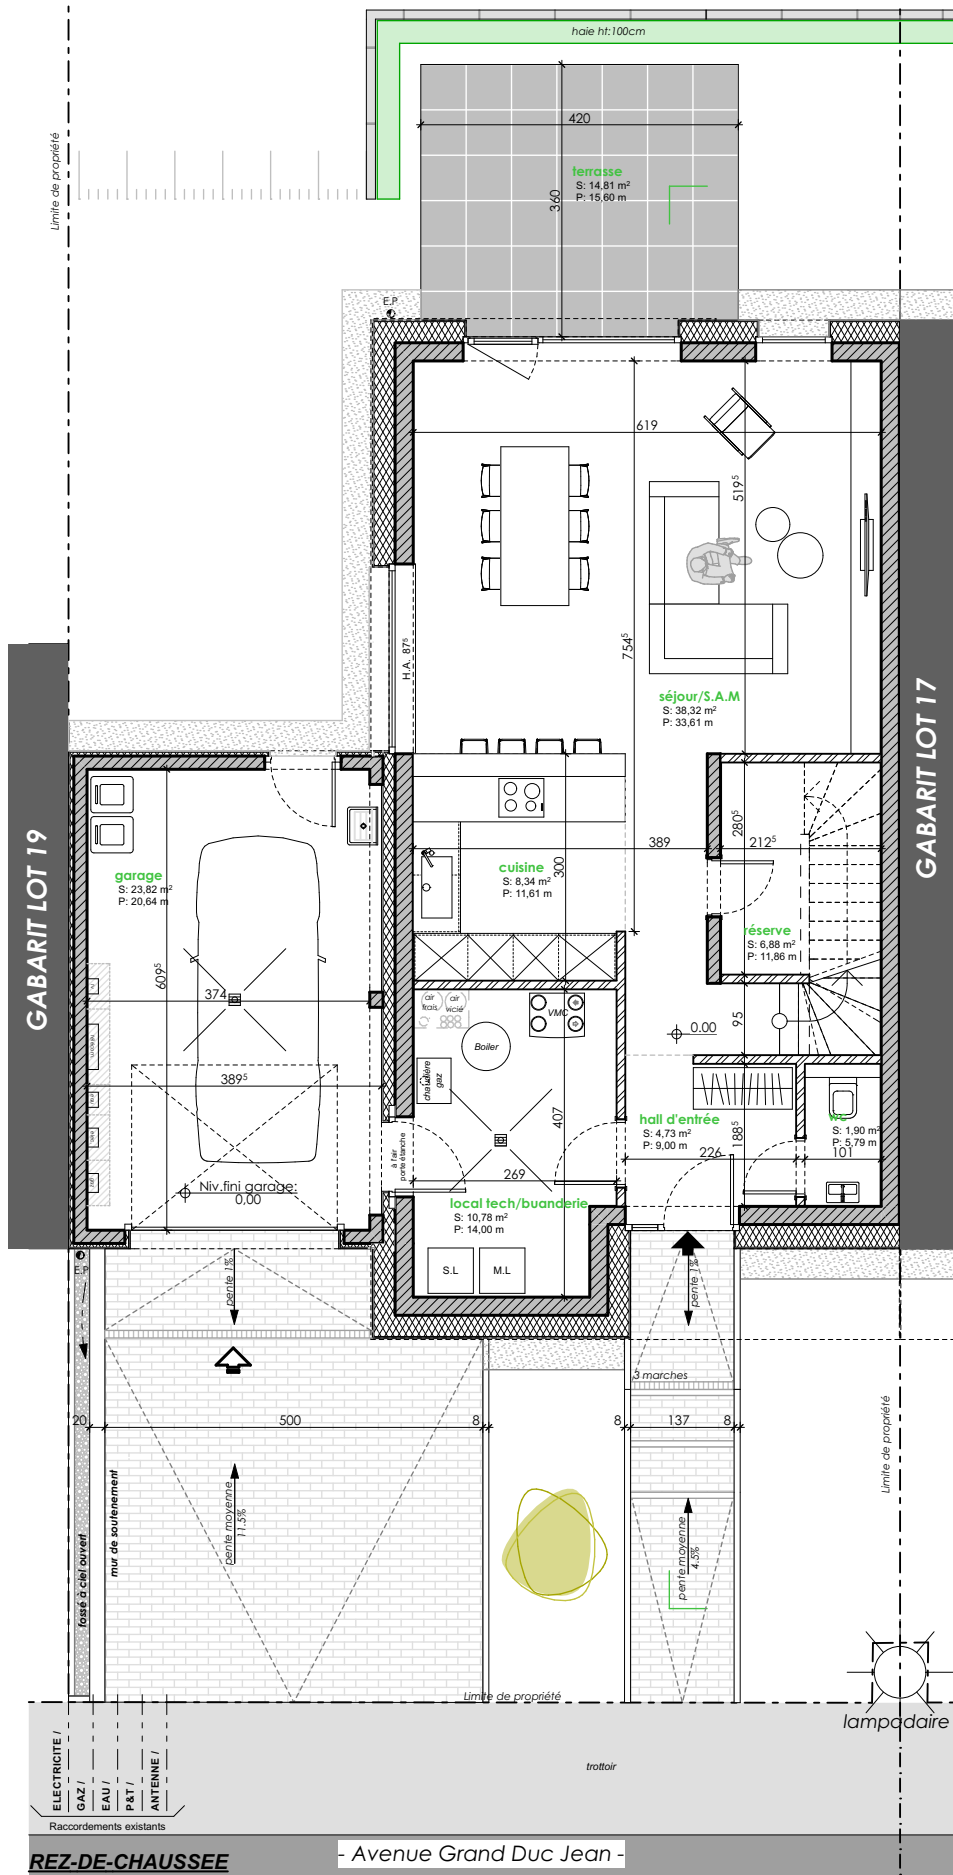 haie ht:100cm
Limite de propriété
420
terrasse
S: 14,81 m²
P: 15,60 m
360
E.P
619
519⁵
754⁵
H.A. 87⁵
séjour/S.A.M
S: 38,32 m²
P: 33,61 m
GABARIT LOT 17
GABARIT LOT 19
garage
S: 23,82 m²
P: 20,64 m
cuisine
S: 8,34 m²
P: 11,61 m
300
389
280⁵
212⁵
réserve
S: 6,88 m²
P: 11,86 m
609⁵
374
air
frais
air
vicié
VMC
Boiler
chaudière
gaz
95
0.00
389⁵
407
hall d'entrée
S: 4,73 m²
P: 9,00 m
188⁵
226
wc
S: 1,90 m²
P: 5,79 m
101
à l'air
porte étanche
269
Niv.fini garage:
0,00
local tech/buanderie
S: 10,78 m²
P: 14,00 m
S.L
M.L
E.P
pente 1%
pente 1%
3 marches
20
500
8
8
137
8
Limite de propriété
fossé à ciel ouvert
mur de soutenement
pente moyenne
11.5%
pente moyenne
4.5%
Limite de propriété
lampadaire
ELECTRICITE /
GAZ /
EAU /
P&T /
ANTENNE /
trottoir
Raccordements existants
REZ-DE-CHAUSSEE
- Avenue Grand Duc Jean -